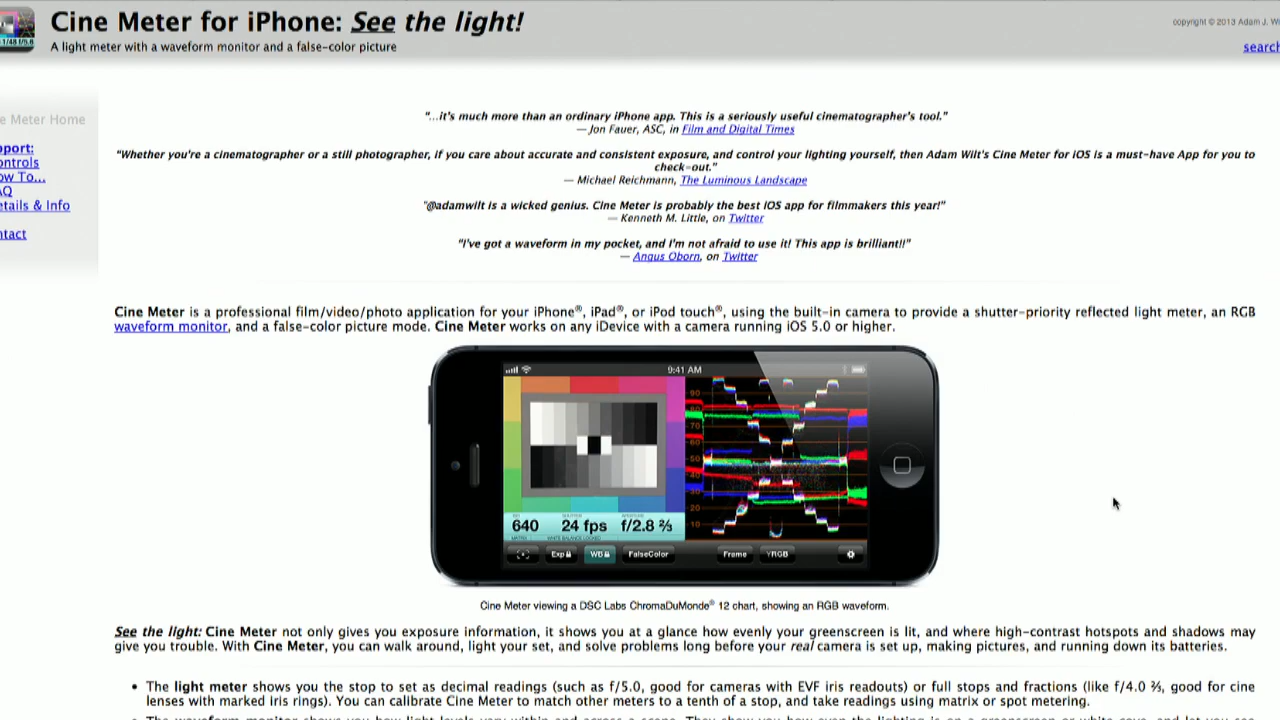 Cine Meter for iPhone: See the light!
copyright © 2013 Adam J. 
A light meter with a waveform monitor and a false-color picture
search
Meter Home
"...it's much more than an ordinary iPhone app. This is a seriously useful cinematographer's tool."
— Jon Fauer, ASC, in Film and Digital Times
"Whether you're a cinematographer or a still photographer, if you care about accurate and consistent exposure, and control your lighting yourself, then Adam Wilt's Cine Meter for iOS is a must-have App for you to
check-out."
— Michael Reichmann, The Luminous Landscape
"@adamwilt is a wicked genius. Cine Meter is probably the best iOS app for filmmakers this year!"
— Kenneth M. Little, on Twitter
"I've got a waveform in my pocket, and I'm not afraid to use it! This app is brilliant!!"
— Angus Oborn, on Twitter
pport:
ontrols
ow To...
AQ
etails & Info
ntact
Cine Meter is a professional film/video/photo application for your iPhone®, iPad®, or iPod touch®, using the built-in camera to provide a shutter-priority reflected light meter, an RGB
waveform monitor, and a false-color picture mode. Cine Meter works on any iDevice with a camera running iOS 5.0 or higher.
9:41 AM
90
80
70
60
50
40
30
20
10
ISO SHUTTER APERTURE
640 24 fps f/2.8 ⅔
MATRIX WHITE BALANCE LOCKED
Exp WB FalseColor Frame YRGB
Cine Meter viewing a DSC Labs ChromaDuMonde® 12 chart, showing an RGB waveform.
See the light: Cine Meter not only gives you exposure information, it shows you at a glance how evenly your greenscreen is lit, and where high-contrast hotspots and shadows may
give you trouble. With Cine Meter, you can walk around, light your set, and solve problems long before your real camera is set up, making pictures, and running down its batteries.
• The light meter shows you the stop to set as decimal readings (such as f/5.0, good for cameras with EVF iris readouts) or full stops and fractions (like f/4.0 ⅔, good for cine
lenses with marked iris rings). You can calibrate Cine Meter to match other meters to a tenth of a stop, and take readings using matrix or spot metering.